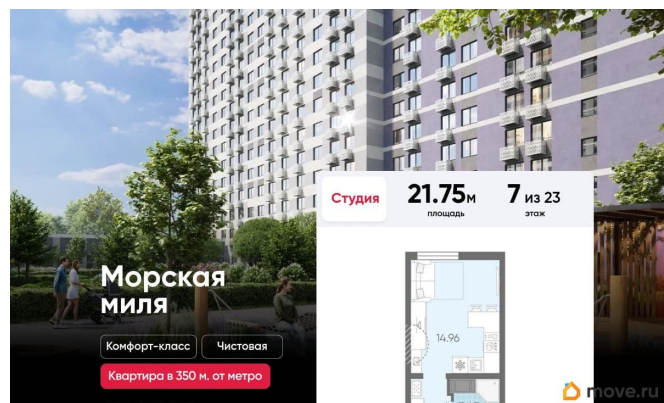 Студия
21.75м
площадь
7 из 23
этаж
Морская
миля
Комфорт-класс
Чистовая
Квартира в 350 м. от метро
14.96
move.ru